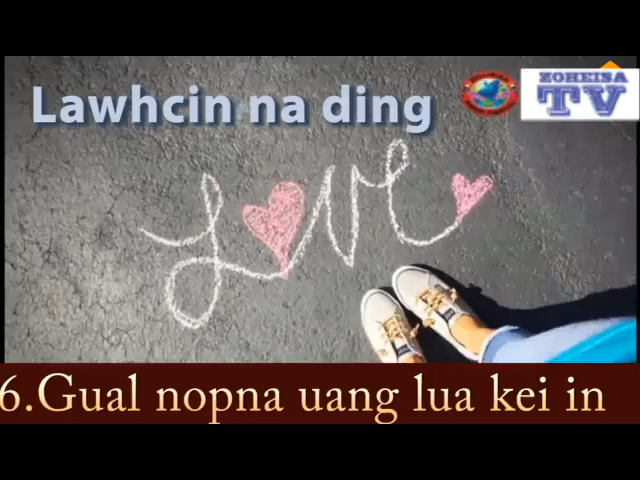 Lawhcin na ding
ZOHEISA
TV
Love
6.Gual nopna uang lua kei in